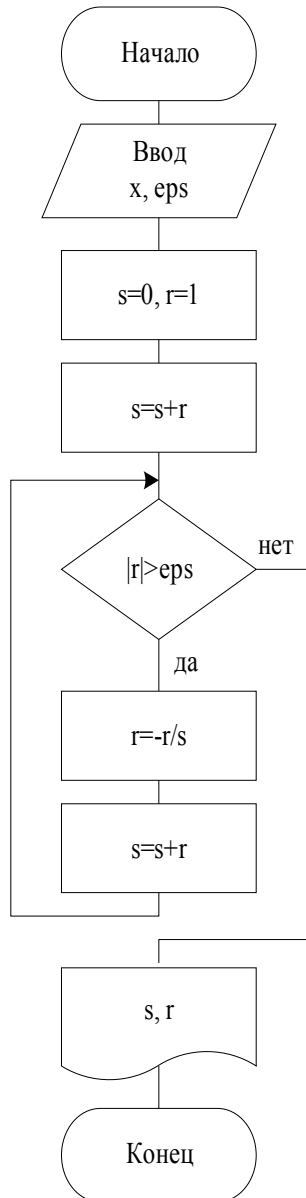 Начало
Ввод
x, eps
s=0, r=1
s=s+r
|r|>eps
нет
да
r=-r/s
s=s+r
s, r
Конец